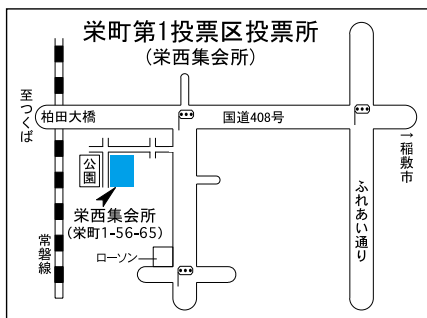 栄町第1投票区投票所
(栄西集会所)
至つくば
柏田大橋
国道408号
→稲敷市
公園
栄西集会所
(栄町1-56-65)
ふれあい通り
常磐線
ローソン